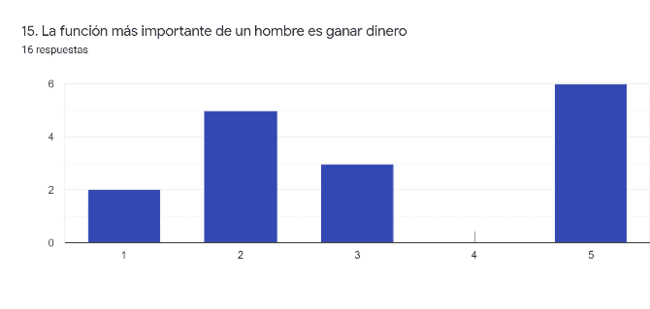 15. La función más importante de un hombre es ganar dinero
16 respuestas
6
4
2
0
1 2 3 4 5